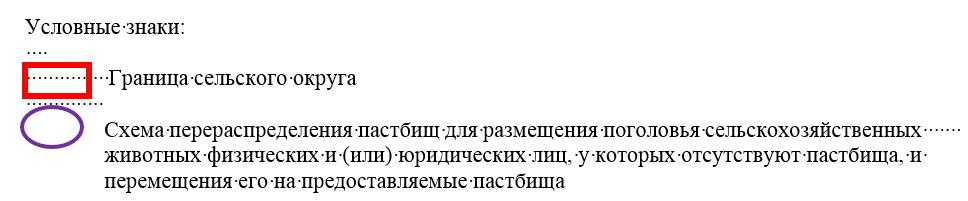 Условные знаки:
Граница сельского округа
Схема перераспределения пастбищ для размещения поголовья сельскохозяйственных
животных физических и (или) юридических лиц, у которых отсутствуют пастбища, и
перемещения его на предоставляемые пастбища